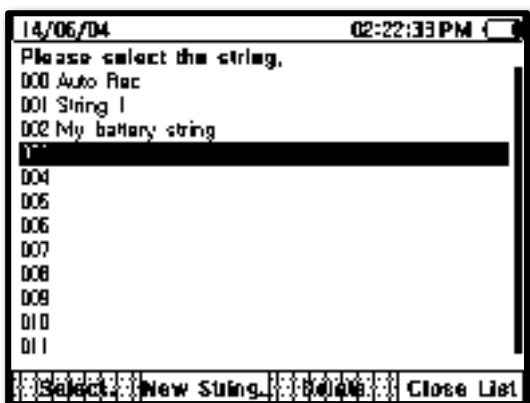 14/06/04 02:22:33 PM
Please select the string.
000 Auto Rec
001 String 1
002 My battery string
004
005
006
007
008
009
010
011
Select. New String. Delete Close List